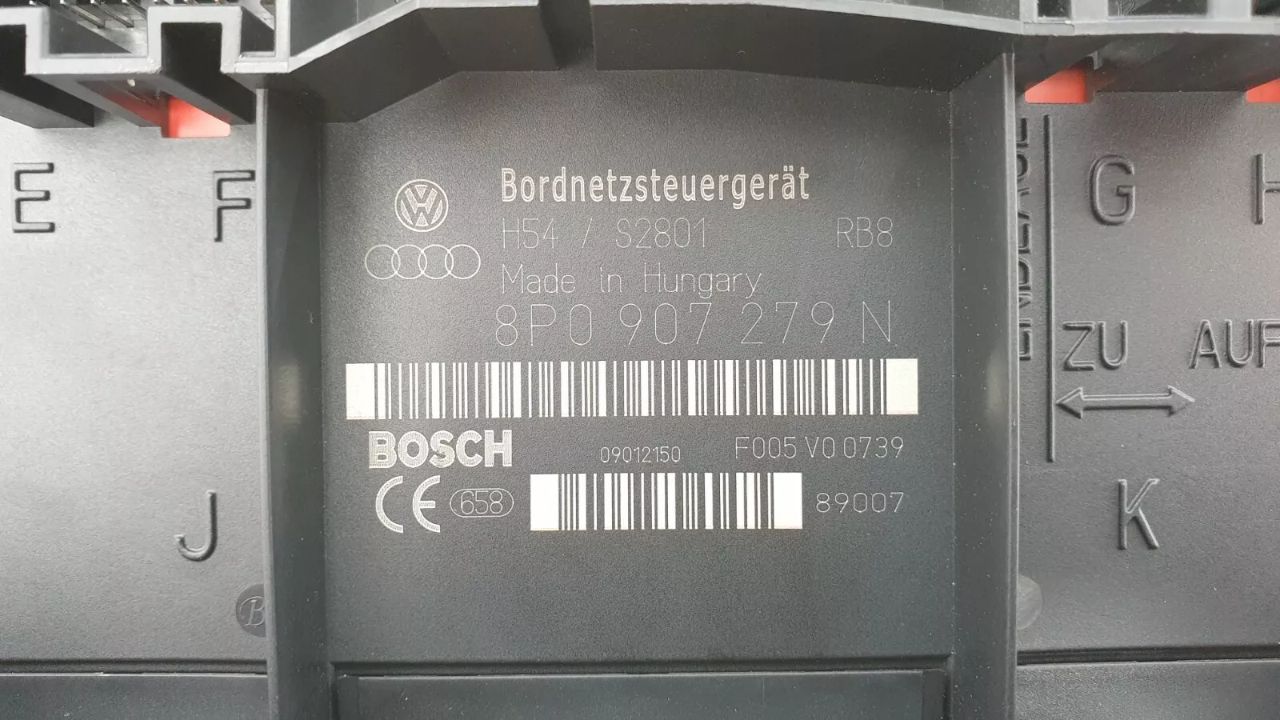 E
F
Bordnetzsteuergerät
H54 / S2801 RB8
Made in Hungary
8P0 907 279 N
BOSCH
09012150
F005 V0 0739
CE
658
89007
J
G
H
ZU
AUF
K